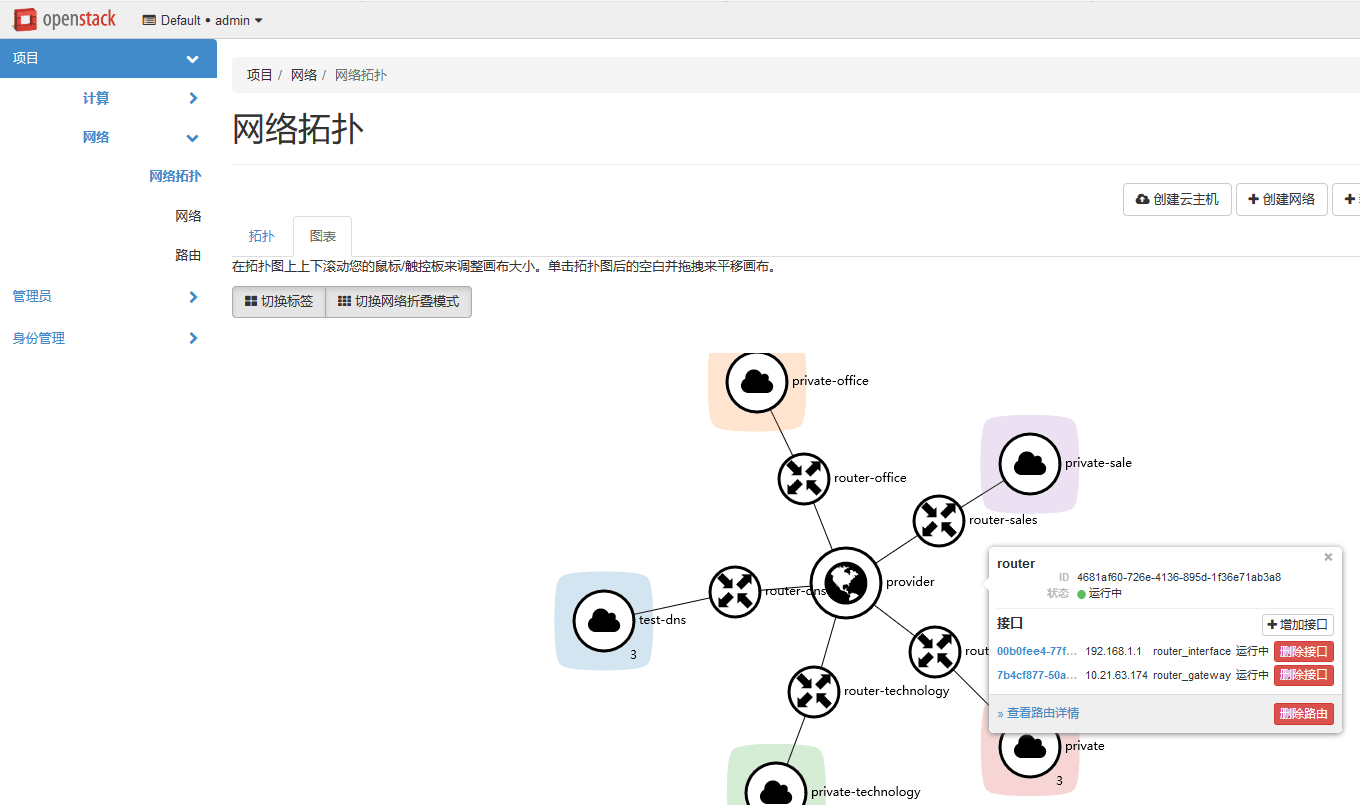 openstack Default • admin
项目
项目 / 网络 / 网络拓扑
计算
网络
网络拓扑
网络
路由
管理员
身份管理
网络拓扑
创建云主机 创建网络
拓扑 图表
在拓扑图上上下滚动您的鼠标/触控板来调整画布大小。单击拓扑图后的空白并拖拽来平移画布。
切换标签 切换网络折叠模式
private-office
private-sale
router-office
router-sales
provider
router-dns
test-dns
3
rout
router-technology
private
3
private-technology
router
ID 4681af60-726e-4136-895d-1f36e71ab3a8
状态 运行中
接口 增加接口
00b0fee4-77f... 192.168.1.1 router_interface 运行中 删除接口
7b4cf877-50a... 10.21.63.174 router_gateway 运行中 删除接口
» 查看路由详情 删除路由